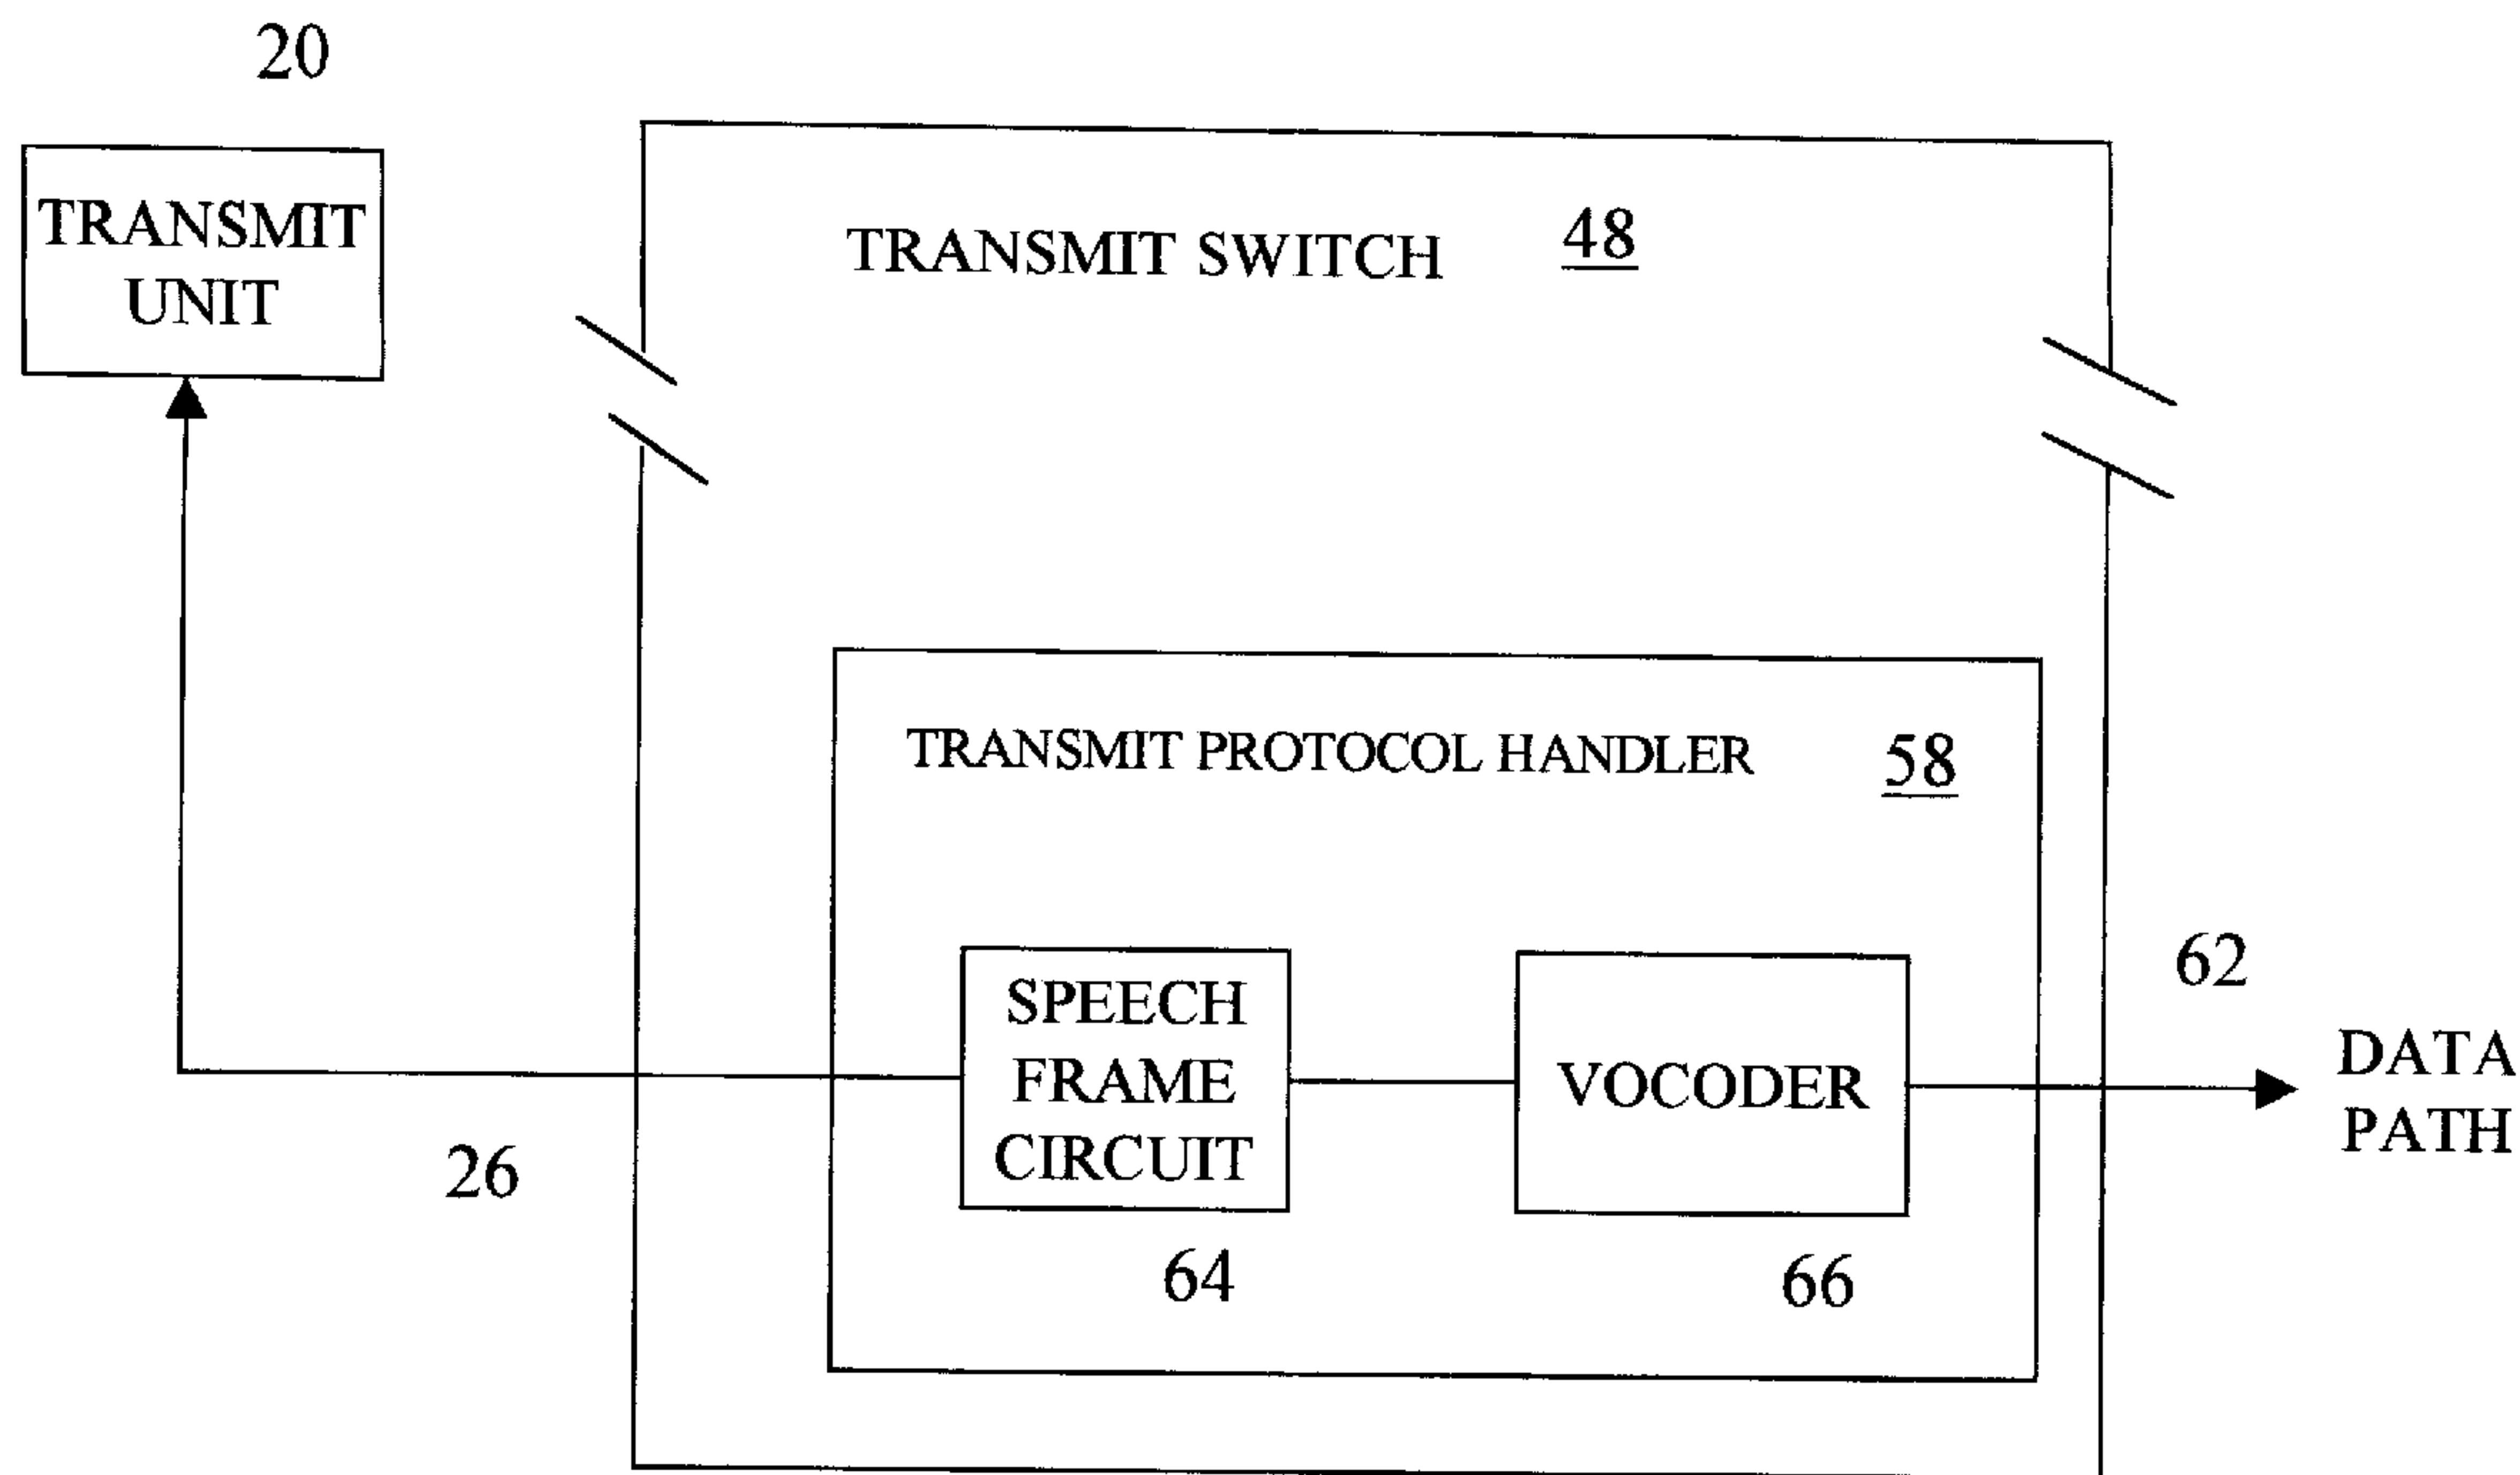 20
TRANSMIT
UNIT
TRANSMIT SWITCH 48
TRANSMIT PROTOCOL HANDLER 58
62
SPEECH
FRAME
CIRCUIT
VOCODER
DATA
PATH
26
64
66